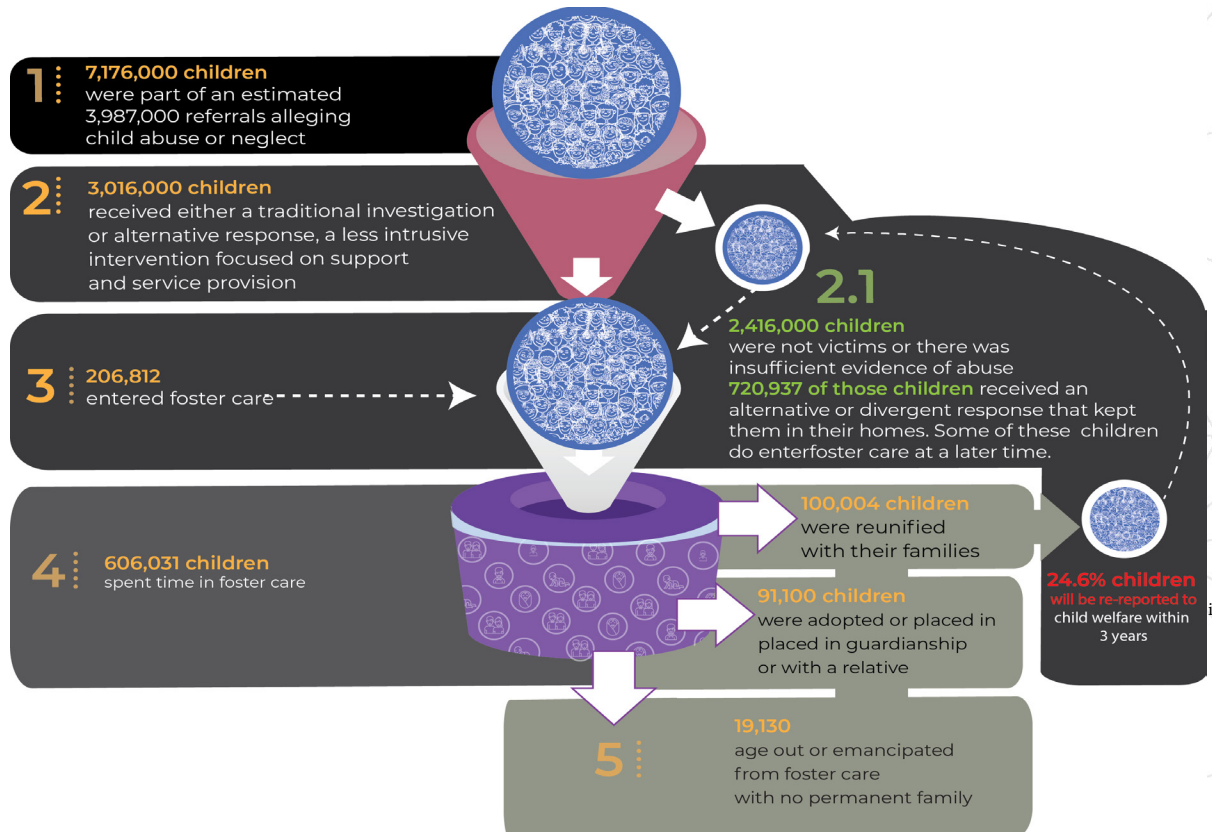 1
7,176,000 children
were part of an estimated
3,987,000 referrals alleging
child abuse or neglect
2
3,016,000 children
received either a traditional investigation
or alternative response, a less intrusive
intervention focused on support
and service provision
2.1
2,416,000 children
were not victims or there was
insufficient evidence of abuse
720,937 of those children received an
alternative or divergent response that kept
them in their homes. Some of these children
do enterfoster care at a later time.
3
206,812
entered foster care
4
606,031 children
spent time in foster care
100,004 children
were reunified
with their families
24.6% children
will be re-reported to
child welfare within
3 years
i
91,100 children
were adopted or placed in
placed in guardianship
or with a relative
5
19,130
age out or emancipated
from foster care
with no permanent family